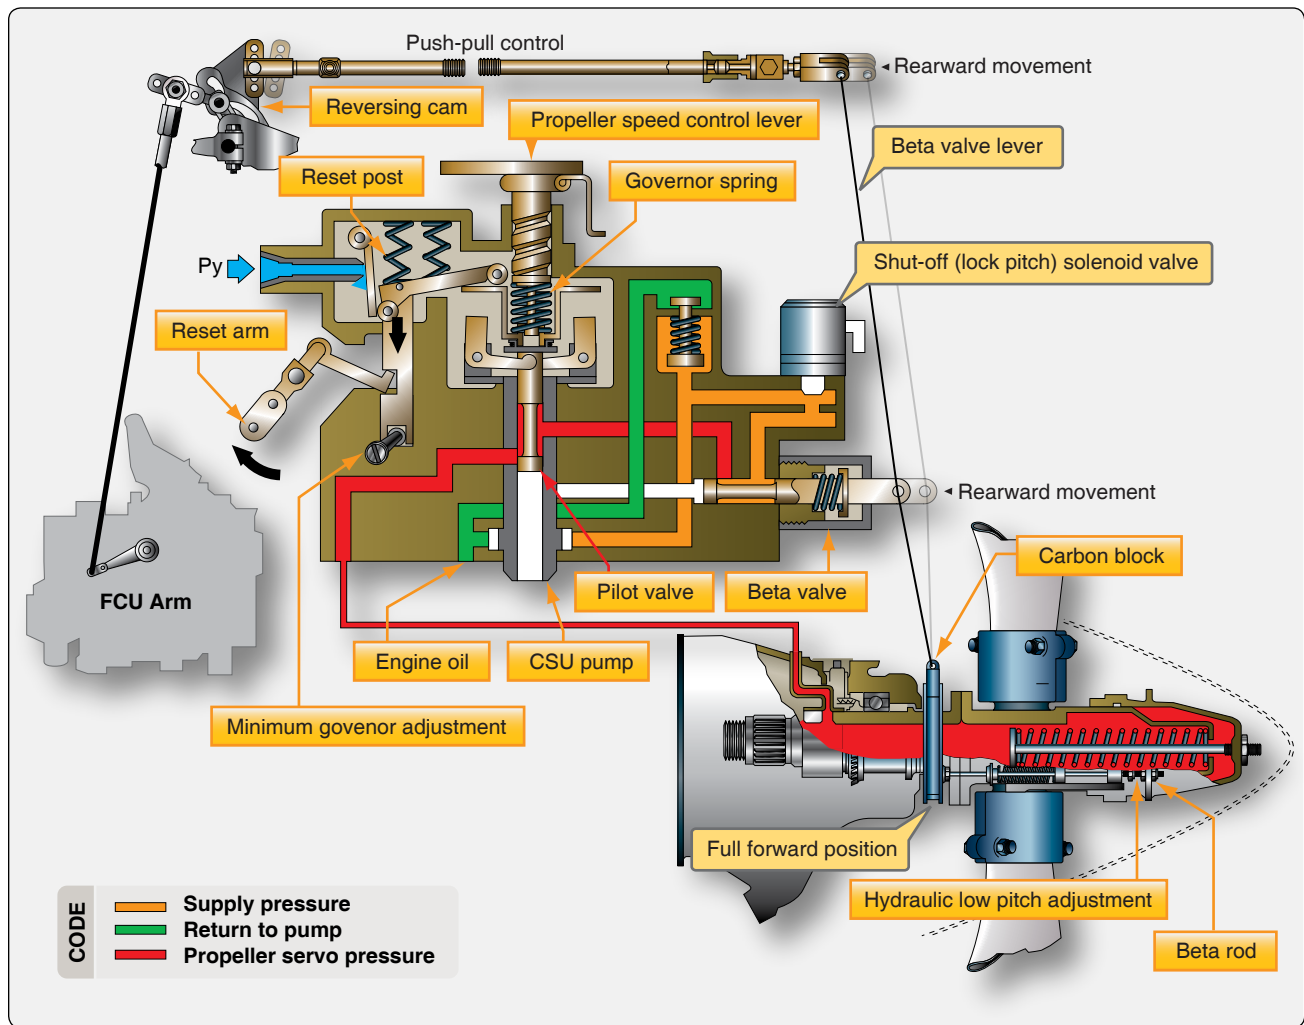 Push-pull control
Rearward movement
Reversing cam
Propeller speed control lever
Beta valve lever
Reset post
Governor spring
Py
Shut-off (lock pitch) solenoid valve
Reset arm
Rearward movement
Carbon block
FCU Arm
Pilot valve
Beta valve
Engine oil
CSU pump
Minimum govenor adjustment
Full forward position
Hydraulic low pitch adjustment
Beta rod
CODE
Supply pressure
Return to pump
Propeller servo pressure